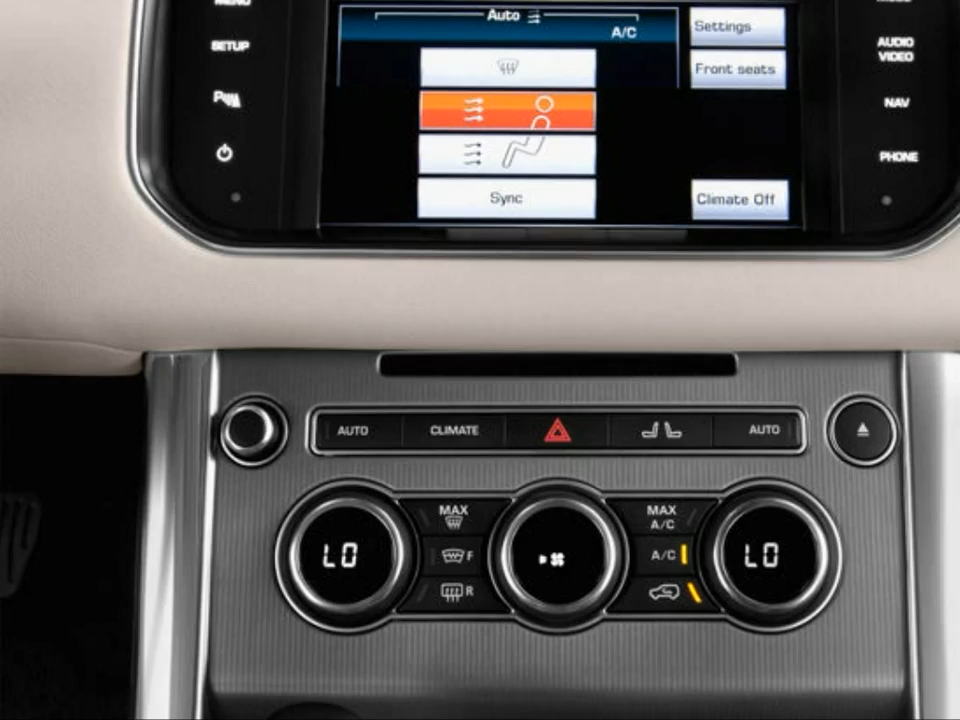 MENU
SETUP
Auto
A/C
Settings
Front seats
Sync
Climate Off
AUDIO
VIDEO
NAV
PHONE
AUTO
CLIMATE
AUTO
LO
MAX
F
R
MAX
A/C
A/C
LO